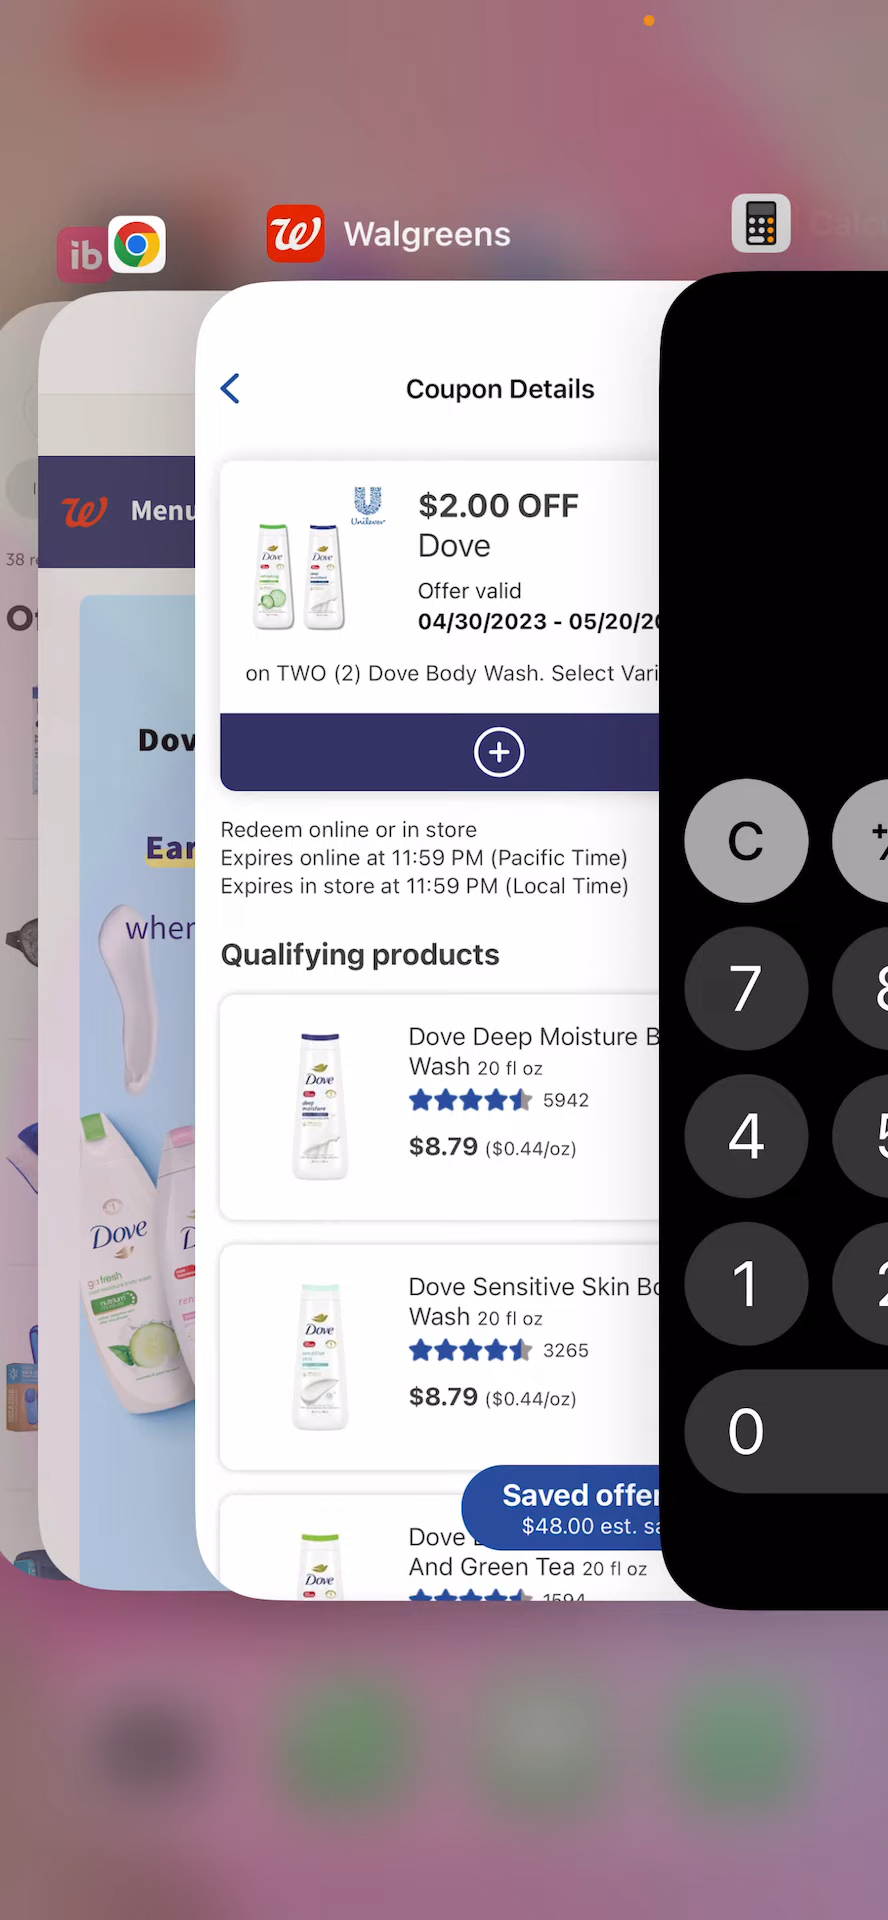 ib
Walgreens
Coupon Details
Menu
38
$2.00 OFF
Dove
Unilever
Offer valid
04/30/2023 - 05/20/20
on TWO (2) Dove Body Wash. Select Vari
Redeem online or in store
Expires online at 11:59 PM (Pacific Time)
Expires in store at 11:59 PM (Local Time)
Qualifying products
Dove Deep Moisture B
Wash 20 fl oz
5942
$8.79 ($0.44/oz)
Dove Sensitive Skin Bo
Wash 20 fl oz
3265
$8.79 ($0.44/oz)
Saved offer
$48.00 est. sa
Dove
And Green Tea 20 fl oz
1594
Dov
Ear
when
Dove
go fresh
C
7
8
4
5
1
2
0